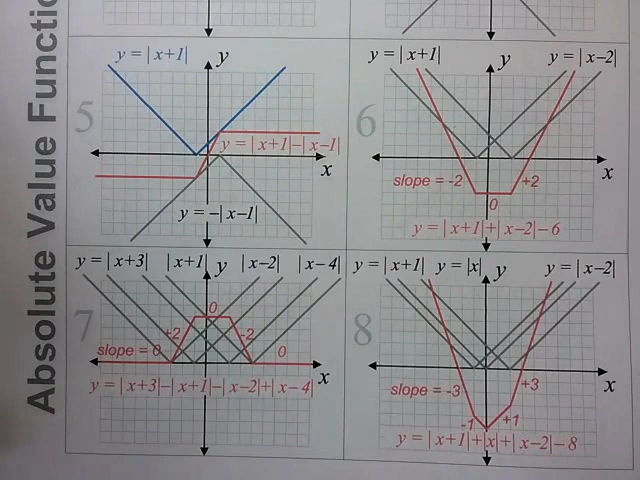 Absolute Value Functio
5
y = | x+1|
y
y = | x+1|−| x−1|
x
y = −| x−1|
6
y = | x+1|
y
y = | x−2|
x
slope = -2
+2
0
y = | x+1|+| x−2|−6
7
y = | x+3| | x+1| y | x−2| | x−4|
0
+2
-2
slope = 0
0
x
y = | x+3|−| x+1|−| x−2|+| x−4|
8
y = | x+1| y = |x| y y = | x−2|
x
slope = -3
+3
-1
+1
y = | x+1|+|x|+| x−2|−8